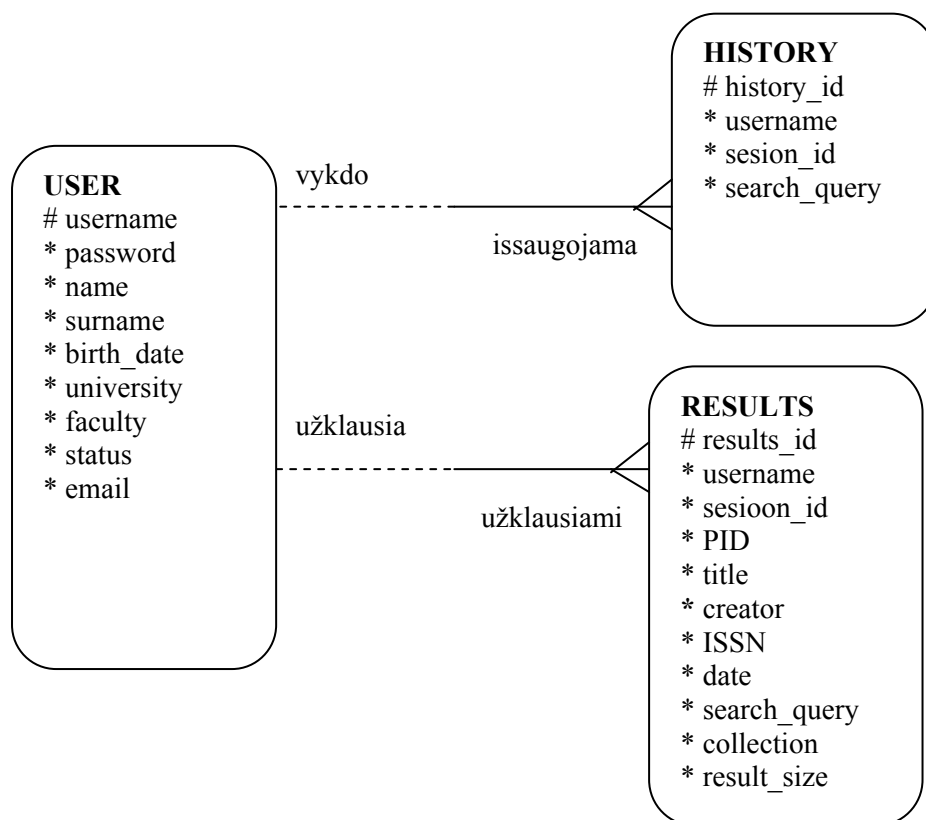 HISTORY
# history_id
* username
* sesion_id
* search_query
USER
# username
* password
* name
* surname
* birth_date
* university
* faculty
* status
* email
vykdo
issaugojama
užklausia
užklausiami
RESULTS
# results_id
* username
* sesioon_id
* PID
* title
* creator
* ISSN
* date
* search_query
* collection
* result_size